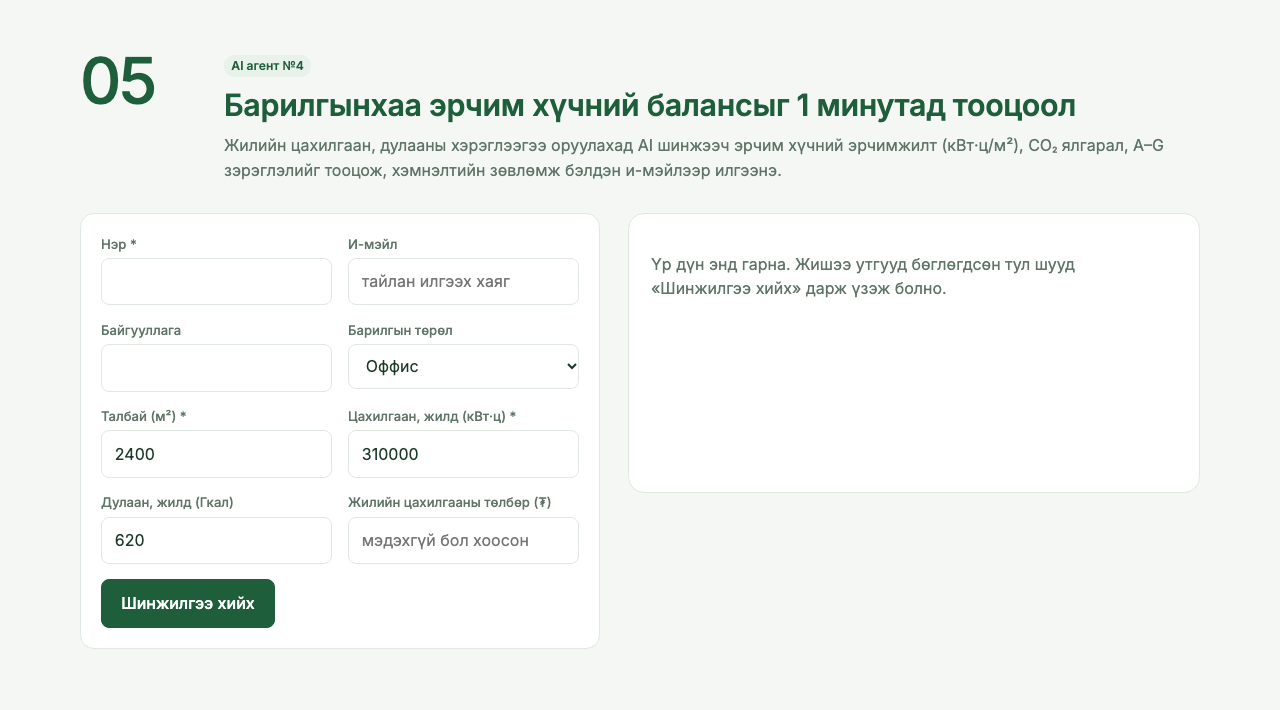 05
AI агент №4
Барилгынхаа эрчим хүчний балансыг 1 минутад тооцоол
Жилийн цахилгаан, дулааны хэрэглээгээ оруулахад AI шинжээч эрчим хүчний эрчимжилт (кВт·ц/м²), CO₂ ялгарал, A–G
зэрэглэлийг тооцож, хэмнэлтийн зөвлөмж бэлдэн и-мэйлээр илгээнэ.
Нэр *
И-мэйл
тайлан илгээх хаяг
Байгууллага
Барилгын төрөл
Оффис
Талбай (м²) *
Цахилгаан, жилд (кВт·ц) *
2400
310000
Дулаан, жилд (Гкал)
Жилийн цахилгааны төлбөр (₮)
620
мэдэхгүй бол хоосон
Шинжилгээ хийх
Үр дүн энд гарна. Жишээ утгууд бөглөгдсөн тул шууд
«Шинжилгээ хийх» дарж үзэж болно.